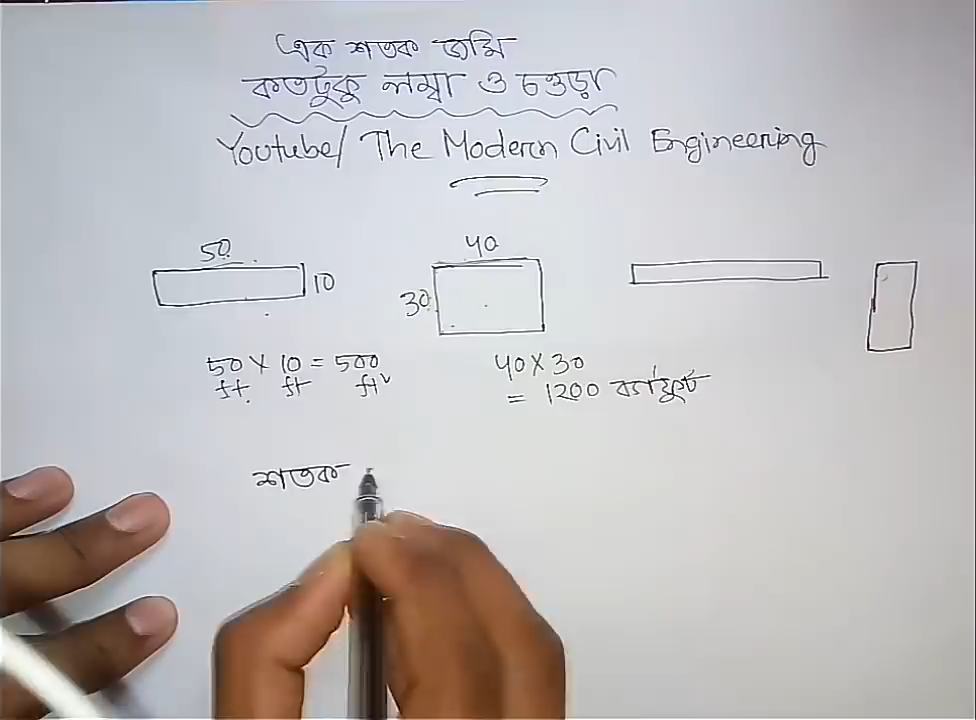 এক শতক জমি
কতটুকু লম্বা ও চওড়া
Youtube/ The Modern Civil Engineering
50
10
40
30
50 × 10 = 500
ft. ft ft²
40 × 30
= 1200 বর্গফুট
শতক